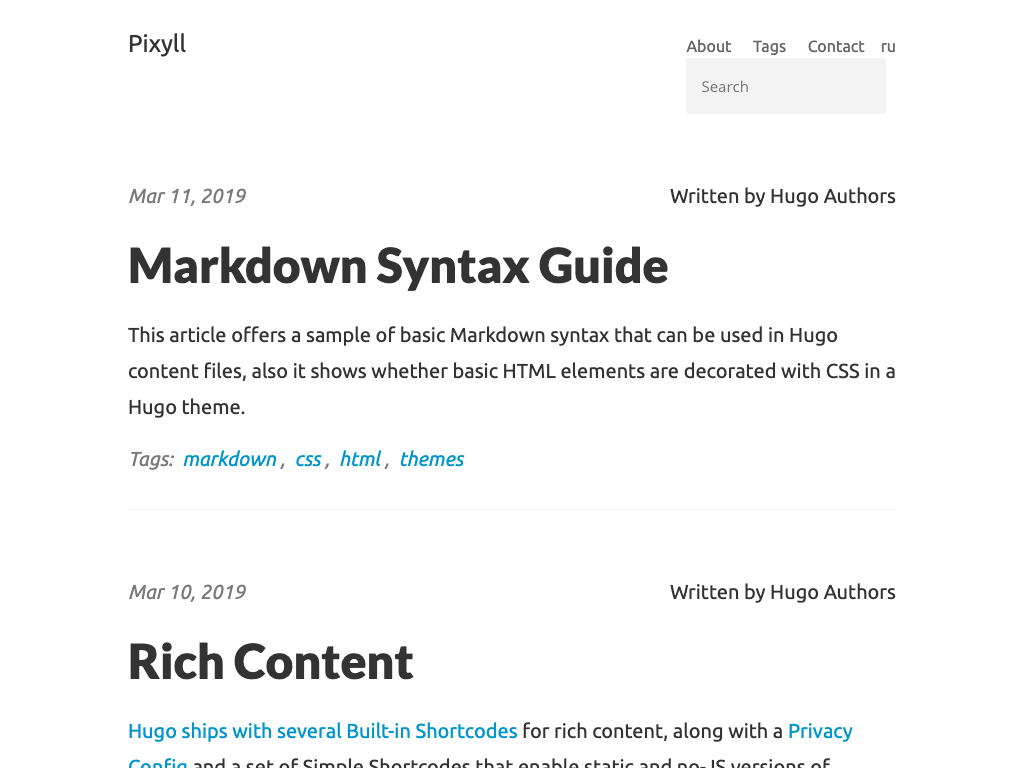 Pixyll
About Tags Contact ru
Search
Mar 11, 2019
Written by Hugo Authors
Markdown Syntax Guide
This article offers a sample of basic Markdown syntax that can be used in Hugo
content files, also it shows whether basic HTML elements are decorated with CSS in a
Hugo theme.
Tags: markdown , css , html , themes
Mar 10, 2019
Written by Hugo Authors
Rich Content
Hugo ships with several Built-in Shortcodes for rich content, along with a Privacy
Config and a set of Simple Shortcodes that enable static and no-JS versions of